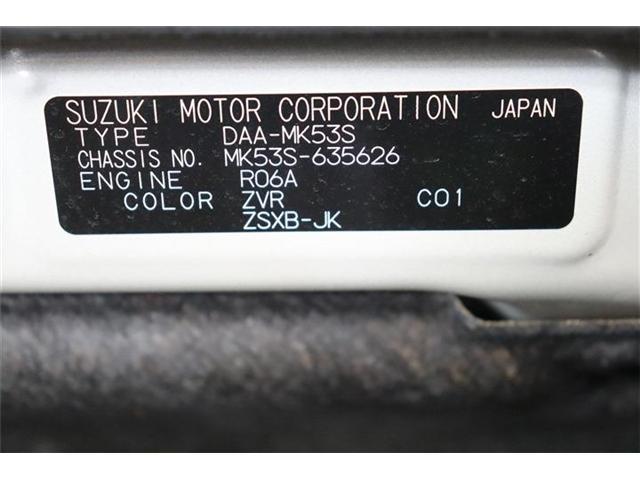 SUZUKI MOTOR CORPORATION JAPAN
TYPE DAA-MK53S
CHASSIS NO. MK53S-635626
ENGINE R06A
COLOR ZVR C01
ZSXB-JK